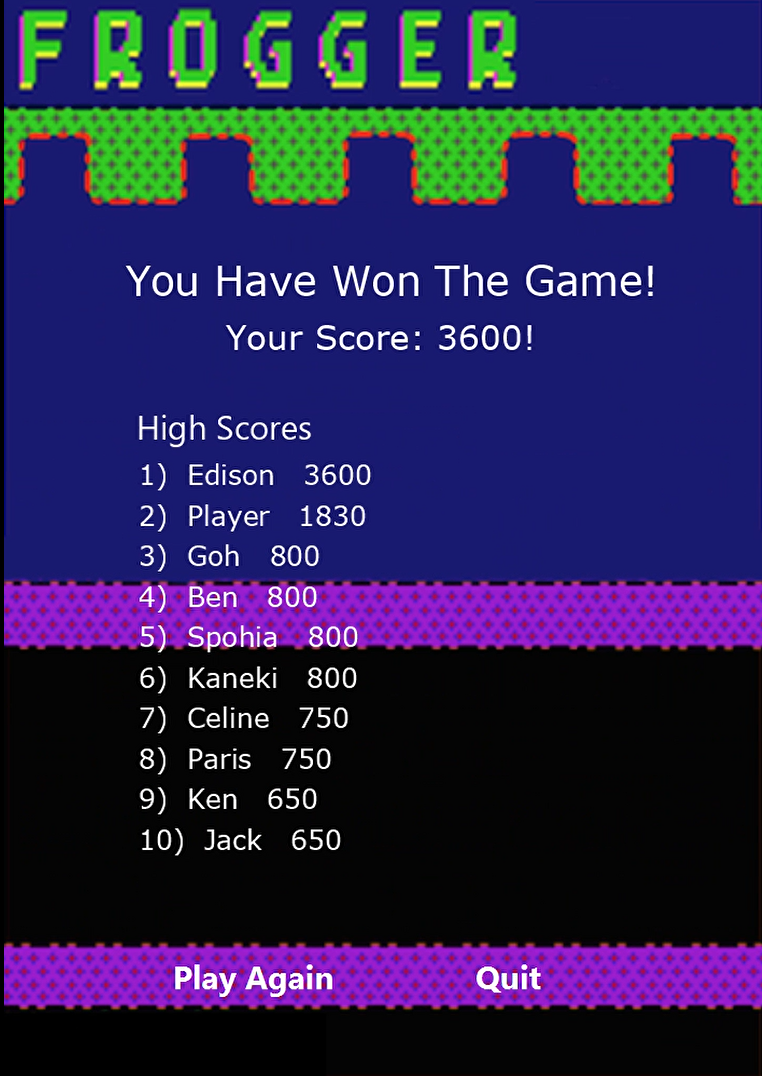 FROGGER
You Have Won The Game!
Your Score: 3600!
High Scores
1) Edison 3600
2) Player 1830
3) Goh 800
4) Ben 800
5) Spohia 800
6) Kaneki 800
7) Celine 750
8) Paris 750
9) Ken 650
10) Jack 650
Play Again Quit